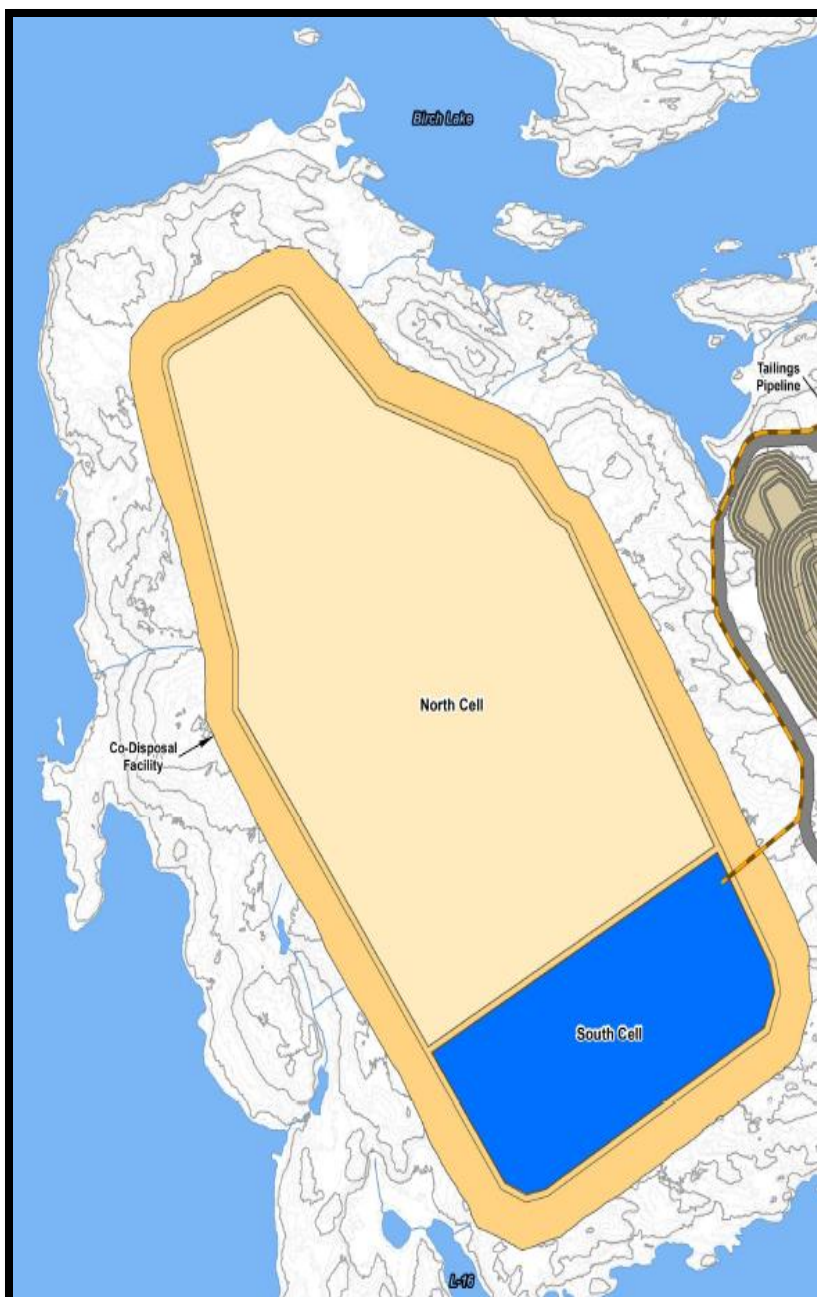 Birch Lake
Tailings
Pipeline
North Cell
Co-Disposal
Facility
South Cell
L-16